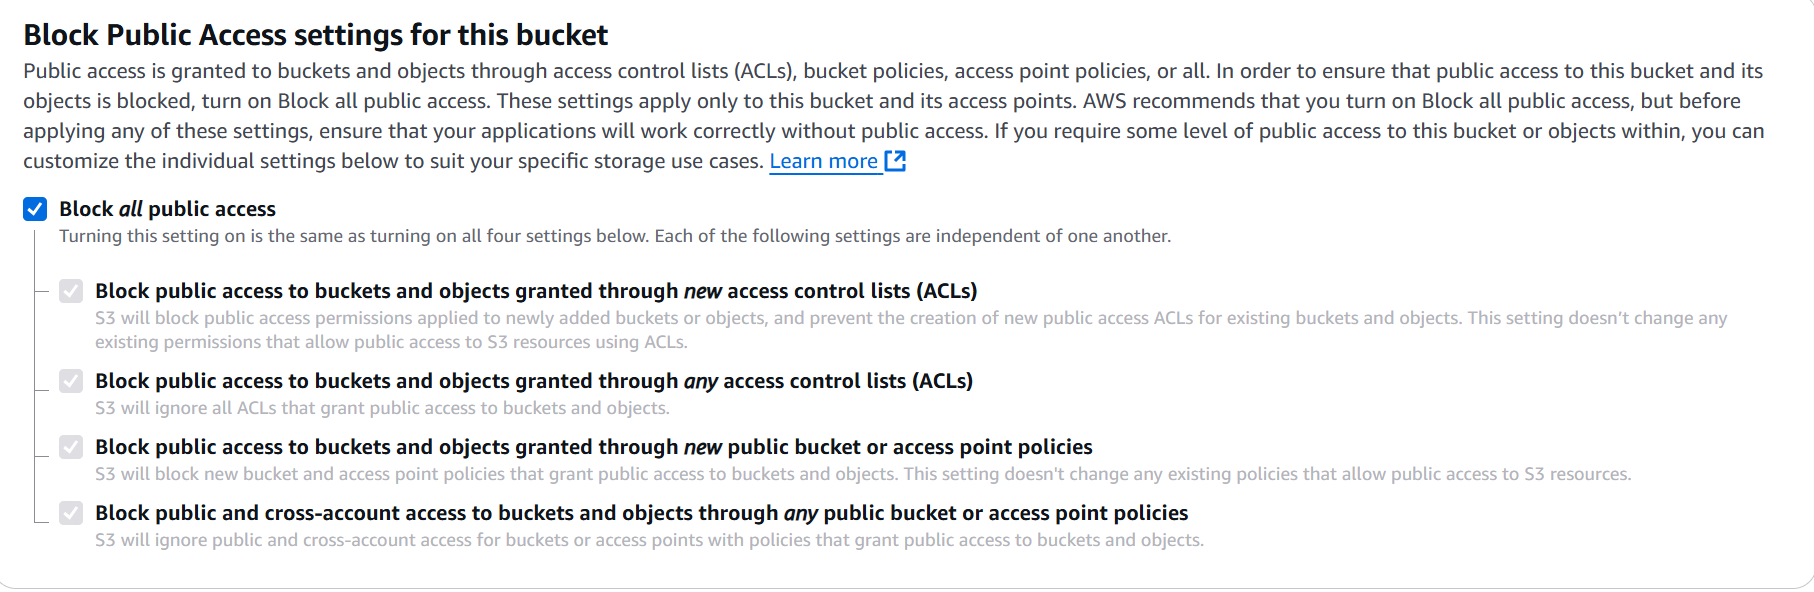 Block Public Access settings for this bucket
Public access is granted to buckets and objects through access control lists (ACLs), bucket policies, access point policies, or all. In order to ensure that public access to this bucket and its
objects is blocked, turn on Block all public access. These settings apply only to this bucket and its access points. AWS recommends that you turn on Block all public access, but before
applying any of these settings, ensure that your applications will work correctly without public access. If you require some level of public access to this bucket or objects within, you can
customize the individual settings below to suit your specific storage use cases. Learn more
Block all public access
Turning this setting on is the same as turning on all four settings below. Each of the following settings are independent of one another.
Block public access to buckets and objects granted through new access control lists (ACLs)
S3 will block public access permissions applied to newly added buckets or objects, and prevent the creation of new public access ACLs for existing buckets and objects. This setting doesn’t change any
existing permissions that allow public access to S3 resources using ACLs.
Block public access to buckets and objects granted through any access control lists (ACLs)
S3 will ignore all ACLs that grant public access to buckets and objects.
Block public access to buckets and objects granted through new public bucket or access point policies
S3 will block new bucket and access point policies that grant public access to buckets and objects. This setting doesn't change any existing policies that allow public access to S3 resources.
Block public and cross-account access to buckets and objects through any public bucket or access point policies
S3 will ignore public and cross-account access for buckets or access points with policies that grant public access to buckets and objects.